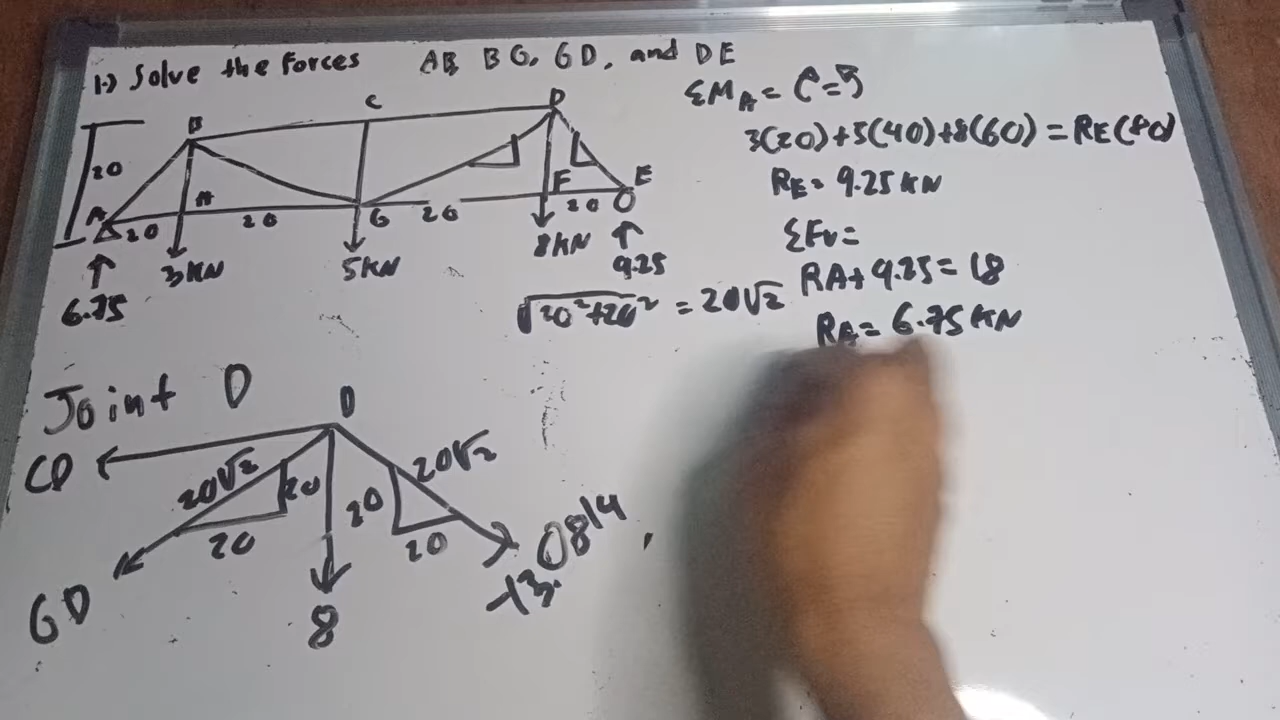 1.) Solve the Forces AB, BG, GD, and DE
ΣMA = ↻=↺
3(20)+5(40)+8(60) = RE(80)
RE = 9.25 KN
ΣFv =
RA+9.25 = 18
RA = 6.75 KN
B
C
D
20
A
H
G
F
E
20
20
20
20
3KN
5KN
8KN
6.75
9.25
√20²+20² = 20√2
Joint D
D
CD
20√2
20
20
20
20
20√2
GD
8
-13.0814